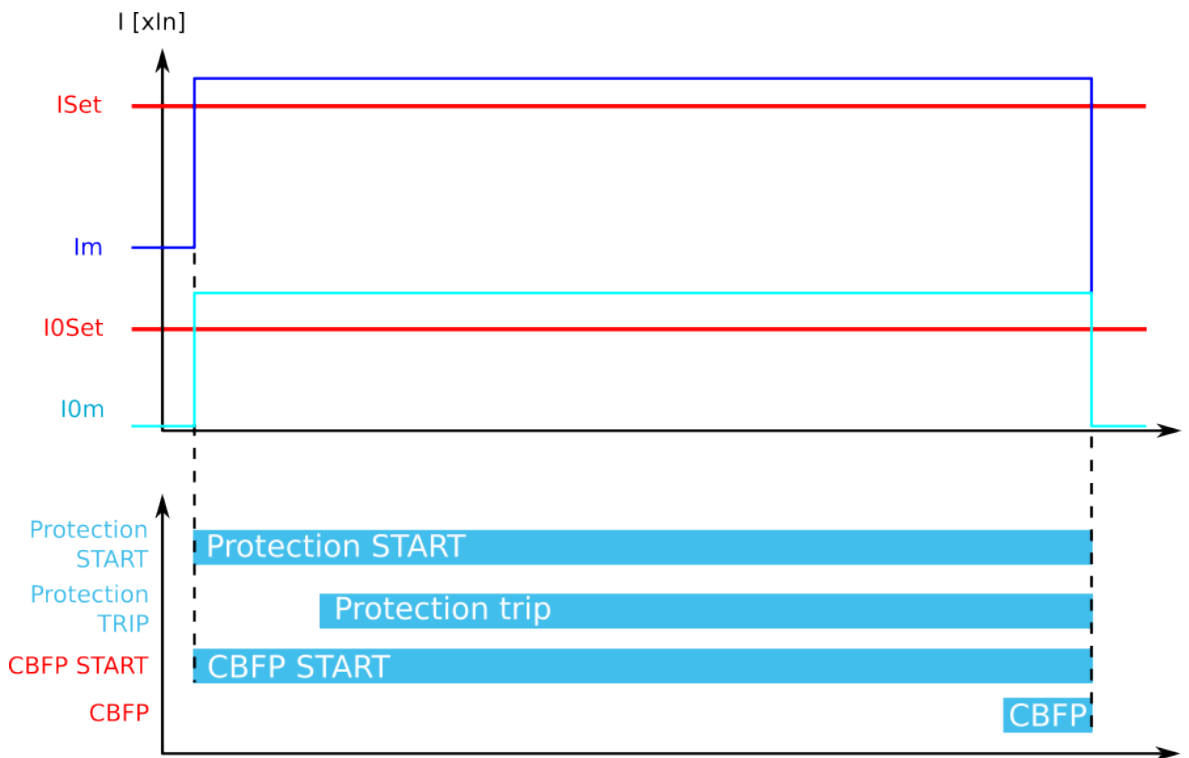 I [xIn]
ISet
Im
I0Set
I0m
Protection
START
Protection START
Protection
TRIP
Protection trip
CBFP START
CBFP START
CBFP
CBFP